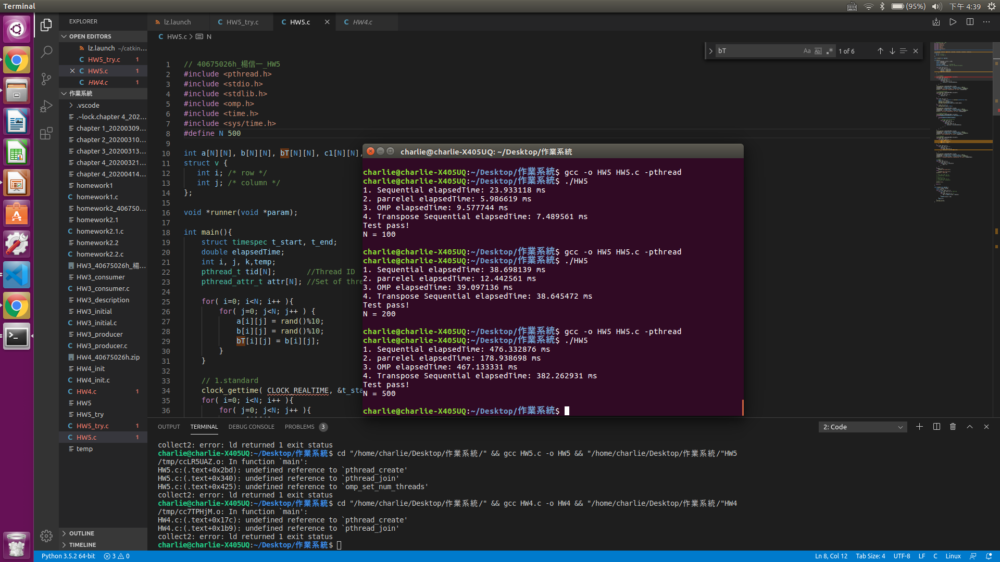 Terminal
(95%)
下午 4:39
EXPLORER
OPEN EDITORS
lz.launch ~/catkin...
HW5_try.c 1
HW5.c 1
HW4.c 1
作業系統
.vscode
.~lock.chapter 4_202...
chapter 1_20200309...
chapter 2_20200310...
chapter 3_20200313...
chapter 4_20200321...
chapter 4_20200414...
homework1
homework1.c
homework2_406750...
homework2.1
homework2.1.c
homework2.2
homework2.2.c
HW3_40675026h_楊...
HW3_consumer
HW3_consumer.c
HW3_description
HW3_initial
HW3_initial.c
HW3_producer
HW3_producer.c
HW4_40675026h.zip
HW4_init
HW4_init.c
HW4.c 1
HW5
HW5_try
HW5_try.c 1
HW5.c 1
temp
OUTLINE
TIMELINE
lz.launch
HW5_try.c
HW5.c
HW4.c
HW5.c > N
bT
Aa Abl .*
1 of 6
1 // 40675026h_楊信一_HW5
2 #include <pthread.h>
3 #include <stdio.h>
4 #include <stdlib.h>
5 #include <omp.h>
6 #include <time.h>
7 #include <sys/time.h>
8 #define N 500
9
10 int a[N][N], b[N][N], bT[N][N], c1[N][N],
11 struct v {
12 int i; /* row */
13 int j; /* column */
14 };
15
16 void *runner(void *param);
17
18 int main(){
19 struct timespec t_start, t_end;
20 double elapsedTime;
21 int i, j, k,temp;
22 pthread_t tid[N]; //Thread ID
23 pthread_attr_t attr[N]; //Set of thre
24
25 for( i=0; i<N; i++ ){
26 for( j=0; j<N; j++ ) {
27 a[i][j] = rand()%10;
28 b[i][j] = rand()%10;
29 bT[i][j] = b[i][j];
30 }
31 }
32
33 // 1.standard
34 clock_gettime( CLOCK_REALTIME, &t_sta
35 for( i=0; i<N; i++ ){
36 for( j=0; j<N; j++ ){
charlie@charlie-X405UQ: ~/Desktop/作業系統
charlie@charlie-X405UQ:~/Desktop/作業系統$ gcc -o HW5 HW5.c -pthread
charlie@charlie-X405UQ:~/Desktop/作業系統$ ./HW5
1. Sequential elapsedTime: 23.933118 ms
2. parrelel elapsedTime: 5.986619 ms
3. OMP elapsedTime: 9.577744 ms
4. Transpose Sequential elapsedTime: 7.489561 ms
Test pass!
N = 100
charlie@charlie-X405UQ:~/Desktop/作業系統$ gcc -o HW5 HW5.c -pthread
charlie@charlie-X405UQ:~/Desktop/作業系統$ ./HW5
1. Sequential elapsedTime: 38.698139 ms
2. parrelel elapsedTime: 12.442561 ms
3. OMP elapsedTime: 39.097136 ms
4. Transpose Sequential elapsedTime: 38.645472 ms
Test pass!
N = 200
charlie@charlie-X405UQ:~/Desktop/作業系統$ gcc -o HW5 HW5.c -pthread
charlie@charlie-X405UQ:~/Desktop/作業系統$ ./HW5
1. Sequential elapsedTime: 476.332876 ms
2. parrelel elapsedTime: 178.938698 ms
3. OMP elapsedTime: 467.133331 ms
4. Transpose Sequential elapsedTime: 382.262931 ms
Test pass!
N = 500
charlie@charlie-X405UQ:~/Desktop/作業系統$
OUTPUT TERMINAL DEBUG CONSOLE PROBLEMS 3
2: Code
collect2: error: ld returned 1 exit status
charlie@charlie-X405UQ:~/Desktop/作業系統$ cd "/home/charlie/Desktop/作業系統/" && gcc HW5.c -o HW5 && "/home/charlie/Desktop/作業系統/"HW5
/tmp/ccLR5UAZ.o: In function `main':
HW5.c:(.text+0x2bd): undefined reference to `pthread_create'
HW5.c:(.text+0x340): undefined reference to `pthread_join'
HW5.c:(.text+0x425): undefined reference to `omp_set_num_threads'
collect2: error: ld returned 1 exit status
charlie@charlie-X405UQ:~/Desktop/作業系統$ cd "/home/charlie/Desktop/作業系統/" && gcc HW4.c -o HW4 && "/home/charlie/Desktop/作業系統/"HW4
/tmp/cc7TPHjM.o: In function `main':
HW4.c:(.text+0x17c): undefined reference to `pthread_create'
HW4.c:(.text+0x1b9): undefined reference to `pthread_join'
collect2: error: ld returned 1 exit status
charlie@charlie-X405UQ:~/Desktop/作業系統$
Python 3.5.2 64-bit
3 0
Ln 8, Col 12
Tab Size: 4
UTF-8
LF
C
Linux